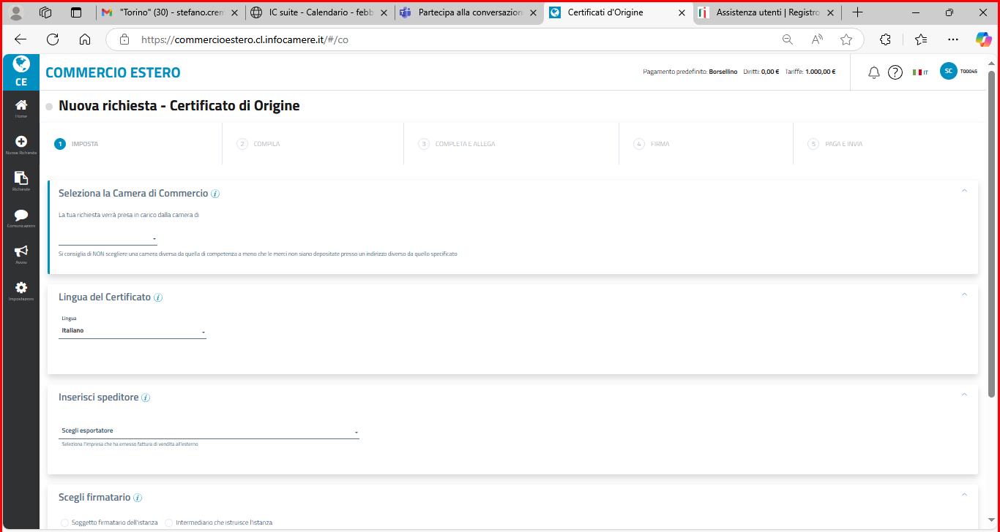 "Torino" (30) - stefano.crem
IC suite - Calendario - febb
Partecipa alla conversazion
Certificati d'Origine
Assistenza utenti | Registro
https://commercioestero.cl.infocamere.it/#/co
CE
COMMERCIO ESTERO
Pagamento predefinito: Borsellino Diritti: 0,00 € Tariffe: 1.000,00 €
IT
SC
T00045
Home
Nuova Richiesta
Richieste
Comunicazioni
Avvisi
Impostazioni
Nuova richiesta - Certificato di Origine
1 IMPOSTA
2 COMPILA
3 COMPLETA E ALLEGA
4 FIRMA
5 PAGA E INVIA
Seleziona la Camera di Commercio i
La tua richiesta verrà presa in carico dalla camera di
Si consiglia di NON scegliere una camera diversa da quella di competenza a meno che le merci non siano depositate presso un indirizzo diverso da quello specificato
Lingua del Certificato i
Lingua
Italiano
Inserisci speditore i
Scegli esportatore
Seleziona l'impresa che ha emesso fattura di vendita all'esterno
Scegli firmatario i
Soggetto firmatario dell'istanza
Intermediario che istruisce l'istanza